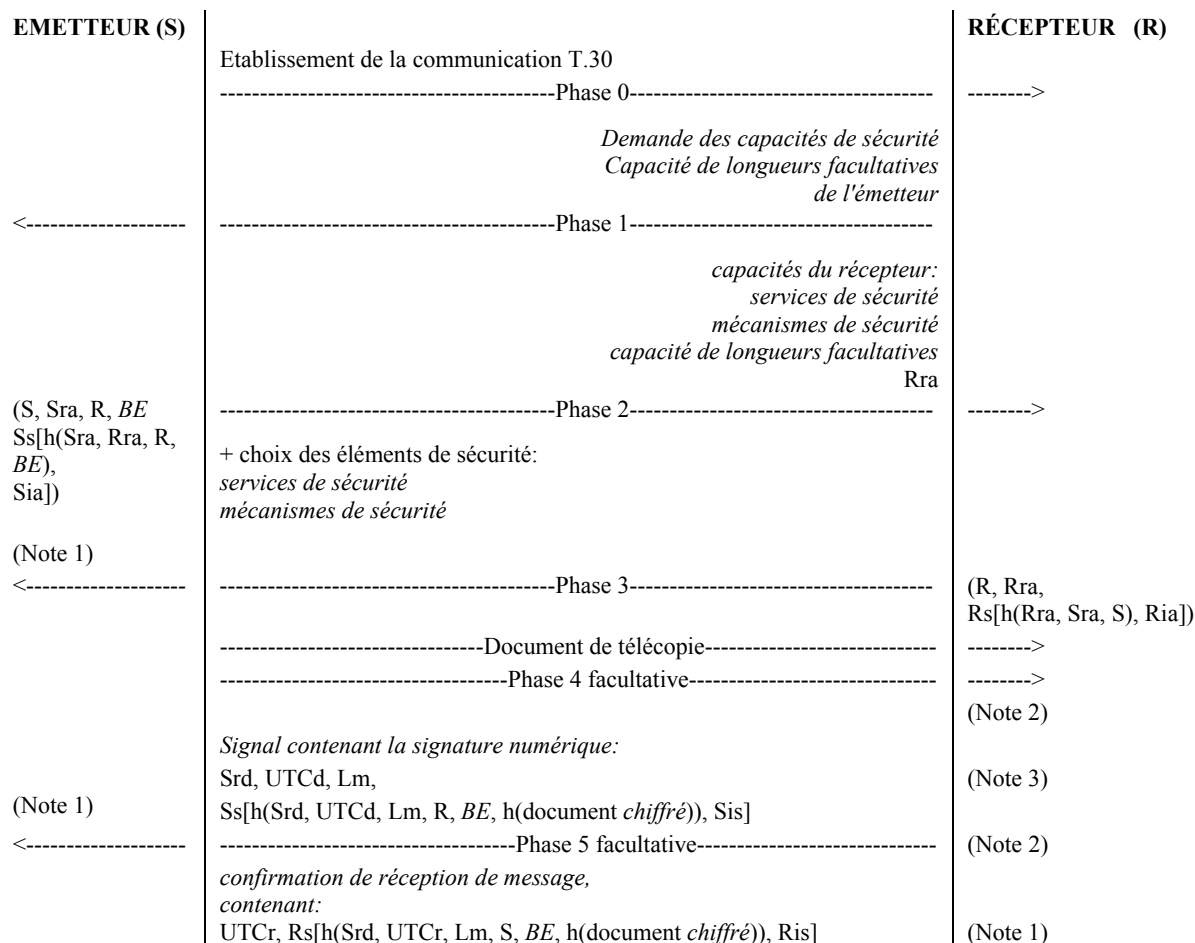 EMETTEUR (S)
RÉCEPTEUR (R)
Etablissement de la communication T.30
------------------------------------------Phase 0-------------------------------------- -------->
Demande des capacités de sécurité
Capacité de longueurs facultatives
de l'émetteur
<-------------------- ------------------------------------------Phase 1--------------------------------------
capacités du récepteur:
services de sécurité
mécanismes de sécurité
capacité de longueurs facultatives
Rra
(S, Sra, R, BE ------------------------------------------Phase 2-------------------------------------- -------->
Ss[h(Sra, Rra, R,
BE),
Sia])
+ choix des éléments de sécurité:
services de sécurité
mécanismes de sécurité
(Note 1)
<-------------------- ------------------------------------------Phase 3-------------------------------------- (R, Rra,
Rs[h(Rra, Sra, S), Ria])
---------------------------------Document de télécopie----------------------------- -------->
------------------------------------Phase 4 facultative------------------------------- -------->
(Note 2)
Signal contenant la signature numérique:
Srd, UTCd, Lm, (Note 3)
(Note 1) Ss[h(Srd, UTCd, Lm, R, BE, h(document chiffré)), Sis]
<-------------------- -------------------------------------Phase 5 facultative------------------------------ (Note 2)
confirmation de réception de message,
contenant:
UTCr, Rs[h(Srd, UTCr, Lm, S, BE, h(document chiffré)), Ris] (Note 1)